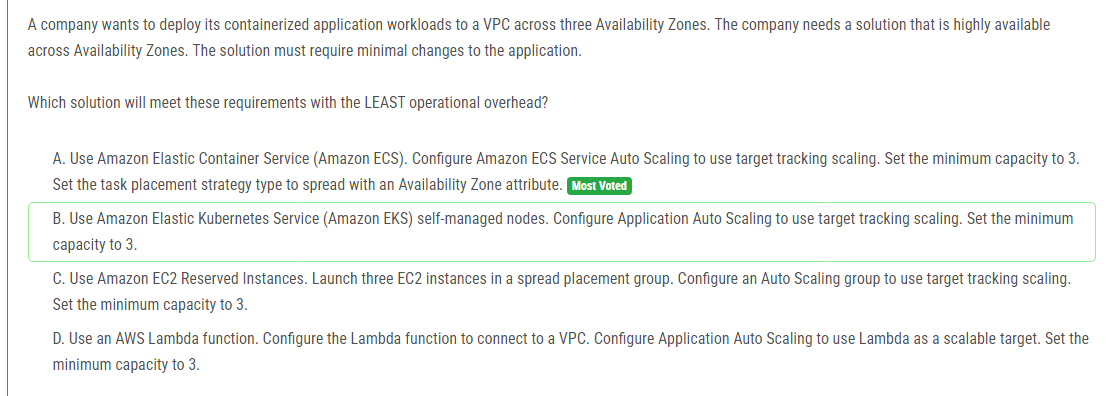 A company wants to deploy its containerized application workloads to a VPC across three Availability Zones. The company needs a solution that is highly available
across Availability Zones. The solution must require minimal changes to the application.
Which solution will meet these requirements with the LEAST operational overhead?
A. Use Amazon Elastic Container Service (Amazon ECS). Configure Amazon ECS Service Auto Scaling to use target tracking scaling. Set the minimum capacity to 3.
Set the task placement strategy type to spread with an Availability Zone attribute. Most Voted
B. Use Amazon Elastic Kubernetes Service (Amazon EKS) self-managed nodes. Configure Application Auto Scaling to use target tracking scaling. Set the minimum
capacity to 3.
C. Use Amazon EC2 Reserved Instances. Launch three EC2 instances in a spread placement group. Configure an Auto Scaling group to use target tracking scaling.
Set the minimum capacity to 3.
D. Use an AWS Lambda function. Configure the Lambda function to connect to a VPC. Configure Application Auto Scaling to use Lambda as a scalable target. Set the
minimum capacity to 3.